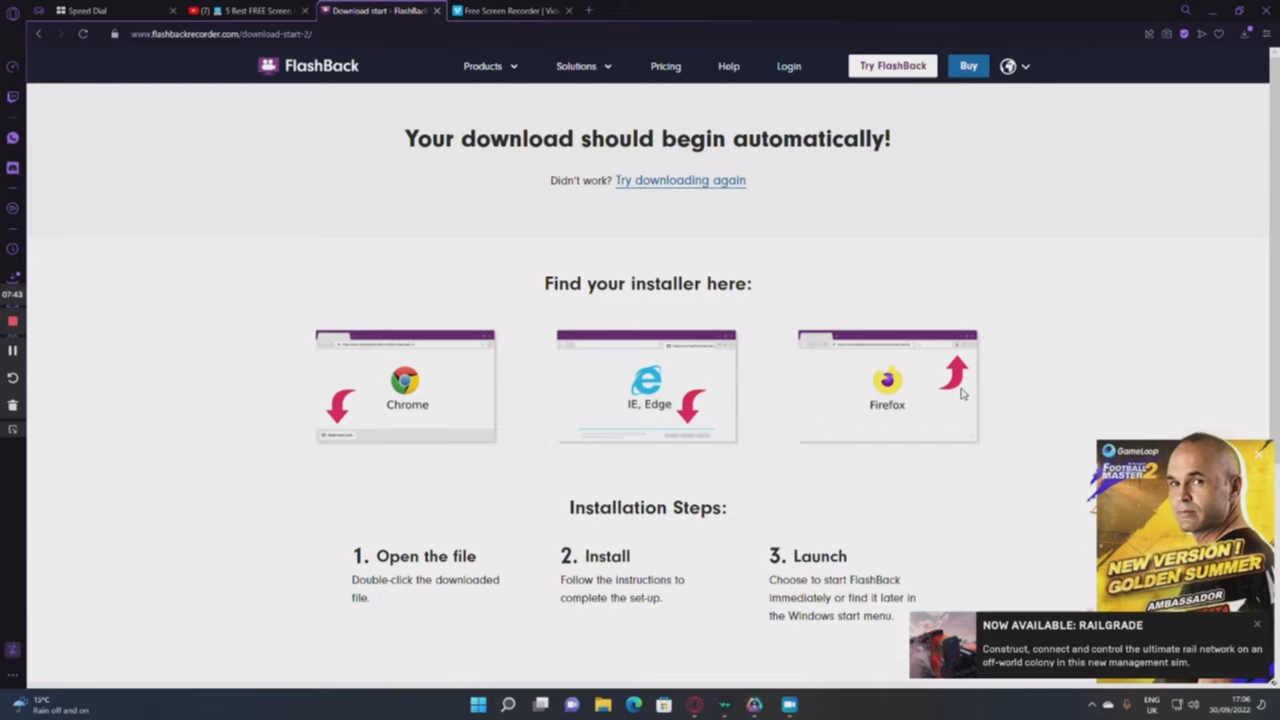 Speed Dial
(7) 5 Best FREE Screen
Download start - FlashBack
Free Screen Recorder | Vide
www.flashbackrecorder.com/download-start-2/
FlashBack
Products
Solutions
Pricing
Help
Login
Try FlashBack
Buy
Your download should begin automatically!
Didn't work? Try downloading again
Find your installer here:
07:43
Chrome
IE, Edge
Firefox
Installation Steps:
1. Open the file
Double-click the downloaded
file.
2. Install
Follow the instructions to
complete the set-up.
3. Launch
Choose to start FlashBack
immediately or find it later in
the Windows start menu.
GameLoop
FOOTBALL
MASTER 2
NEW VERSION!
GOLDEN SUMMER
AMBASSADOR
NOW AVAILABLE: RAILGRADE
Construct, connect and control the ultimate rail network on an
off-world colony in this new management sim.
15°C
Rain off and on
ENG
UK
17:06
30/09/2022